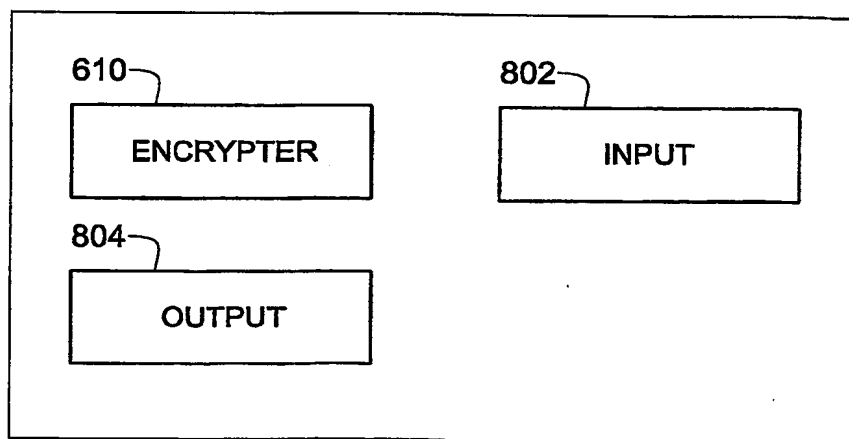 610
802
ENCRYPTER
INPUT
804
OUTPUT